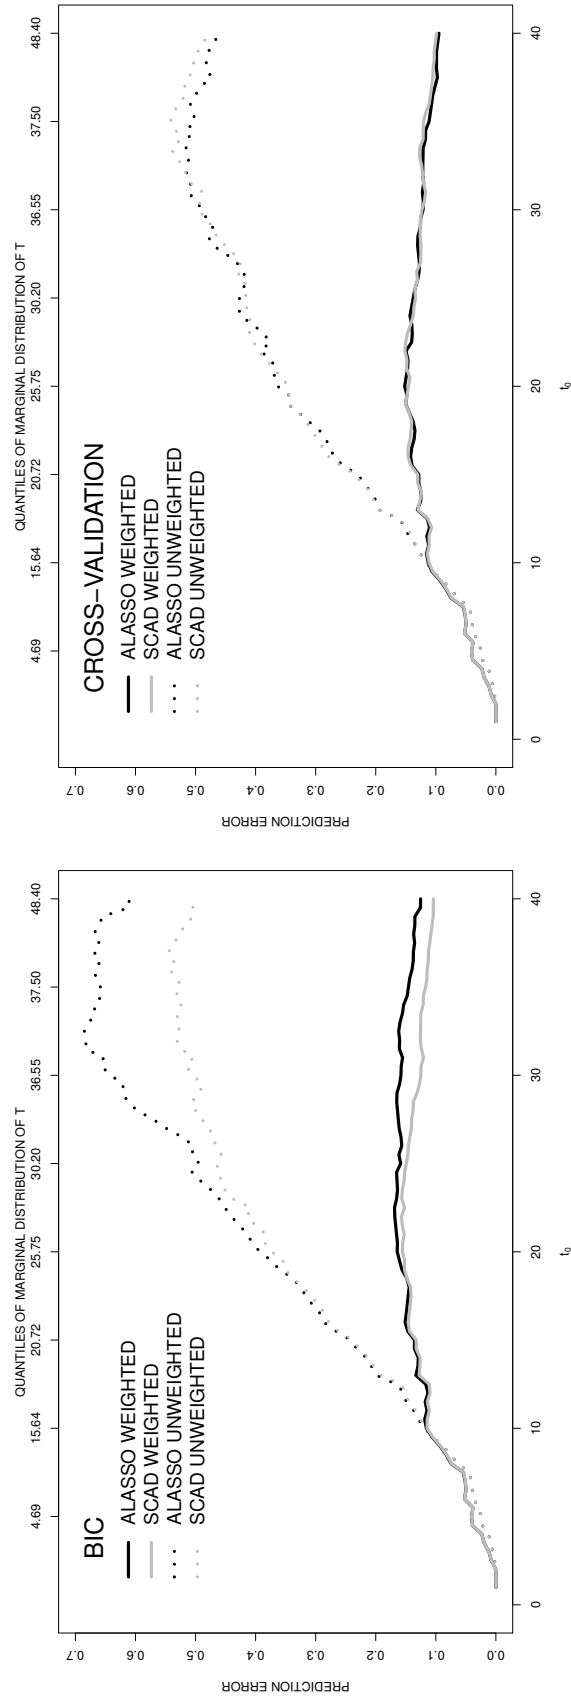 QUANTILES OF MARGINAL DISTRIBUTION OF T
4.69 15.64 20.72 25.75 30.20 36.55 37.50 48.40
BIC
ALASSO WEIGHTED
SCAD WEIGHTED
ALASSO UNWEIGHTED
SCAD UNWEIGHTED
PREDICTION ERROR
0.7
0.6
0.5
0.4
0.3
0.2
0.1
0.0
0 10 20 30 40
t₀
QUANTILES OF MARGINAL DISTRIBUTION OF T
4.69 15.64 20.72 25.75 30.20 36.55 37.50 48.40
CROSS−VALIDATION
ALASSO WEIGHTED
SCAD WEIGHTED
ALASSO UNWEIGHTED
SCAD UNWEIGHTED
PREDICTION ERROR
0.7
0.6
0.5
0.4
0.3
0.2
0.1
0.0
0 10 20 30 40
t₀